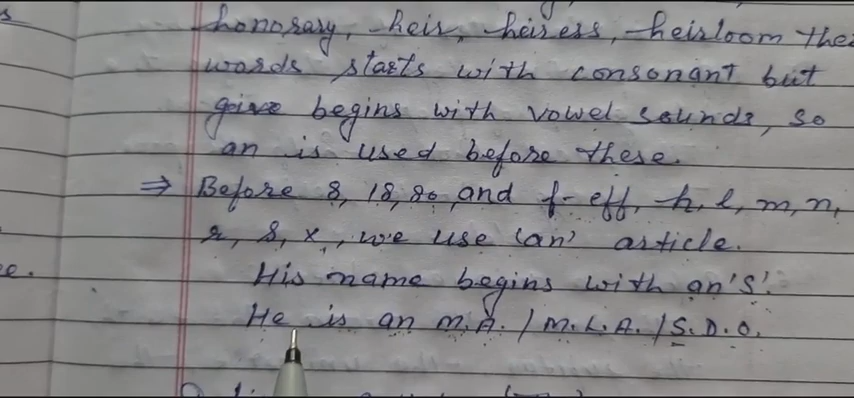 honorary, heir, heiress, heirloom the
words starts with consonant but
give begins with vowel sounds, so
an is used before these.
⇒ Before 8, 18, 80 and f-eff, h, l, m, n,
r, s, x, we use 'an' article.
e. His name begins with an 'S'.
He is an M.A. / M.L.A. / S.D.O.